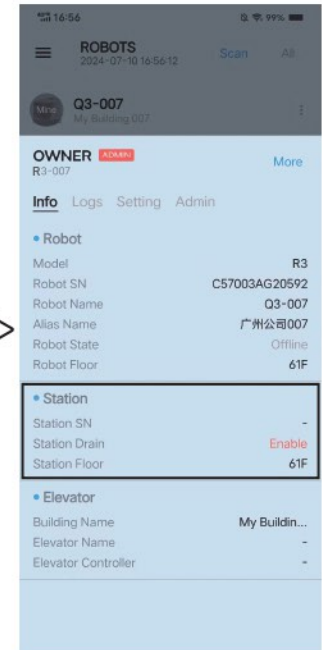 16:56 99%
ROBOTS Scan All
2024-07-10 16:56:12
Mine Q3-007
My Building 007
OWNER ADMIN More
R3-007
Info Logs Setting Admin
• Robot
Model R3
Robot SN C57003AG20592
Robot Name Q3-007
Alias Name 广州公司007
Robot State Offline
Robot Floor 61F
• Station
Station SN -
Station Drain Enable
Station Floor 61F
• Elevator
Building Name My Buildin...
Elevator Name -
Elevator Controller -